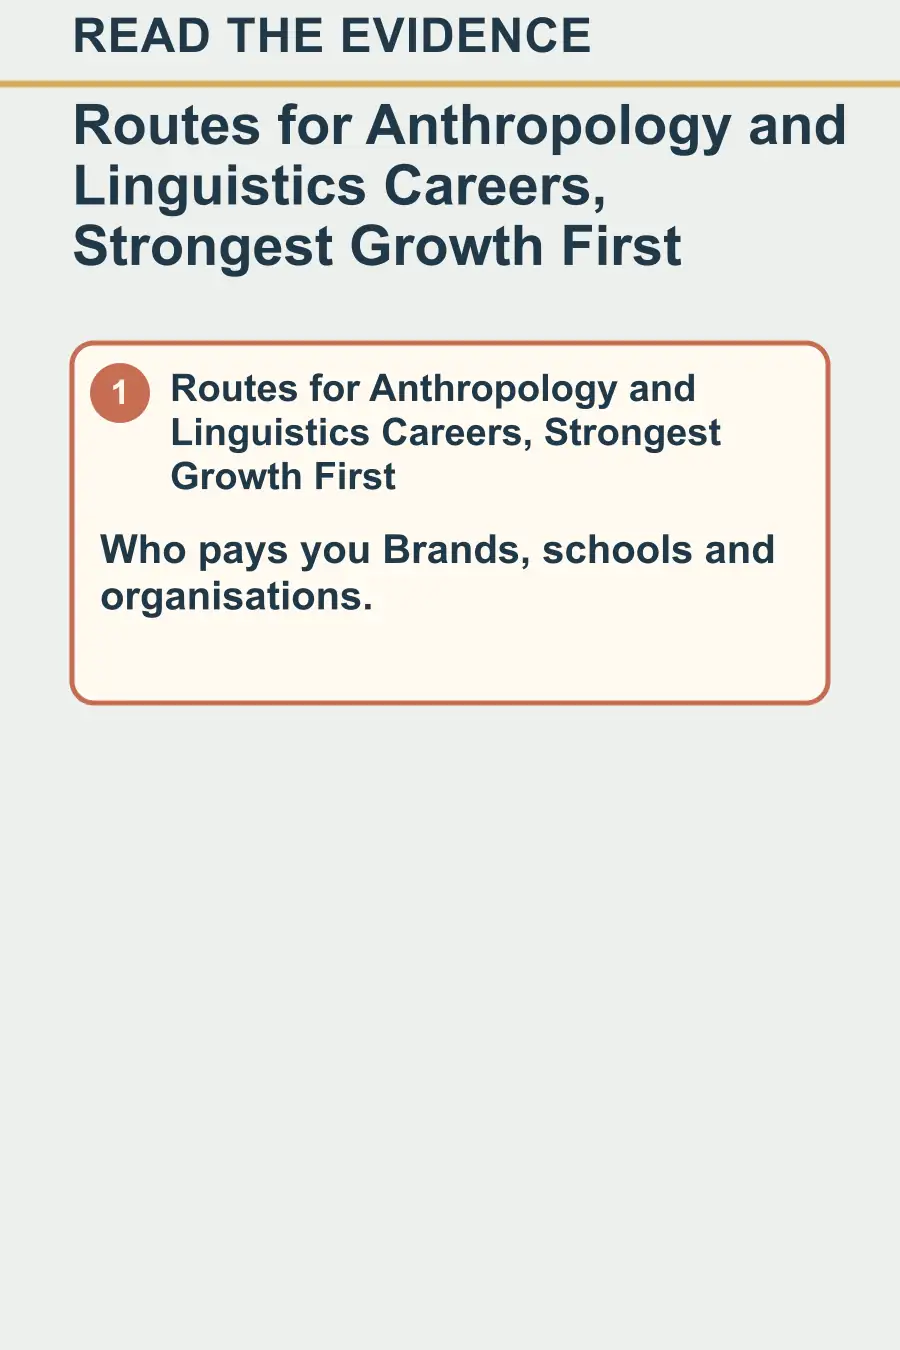 READ THE EVIDENCE
Routes for Anthropology and
Linguistics Careers,
Strongest Growth First
1
Routes for Anthropology and
Linguistics Careers, Strongest
Growth First
Who pays you Brands, schools and
organisations.